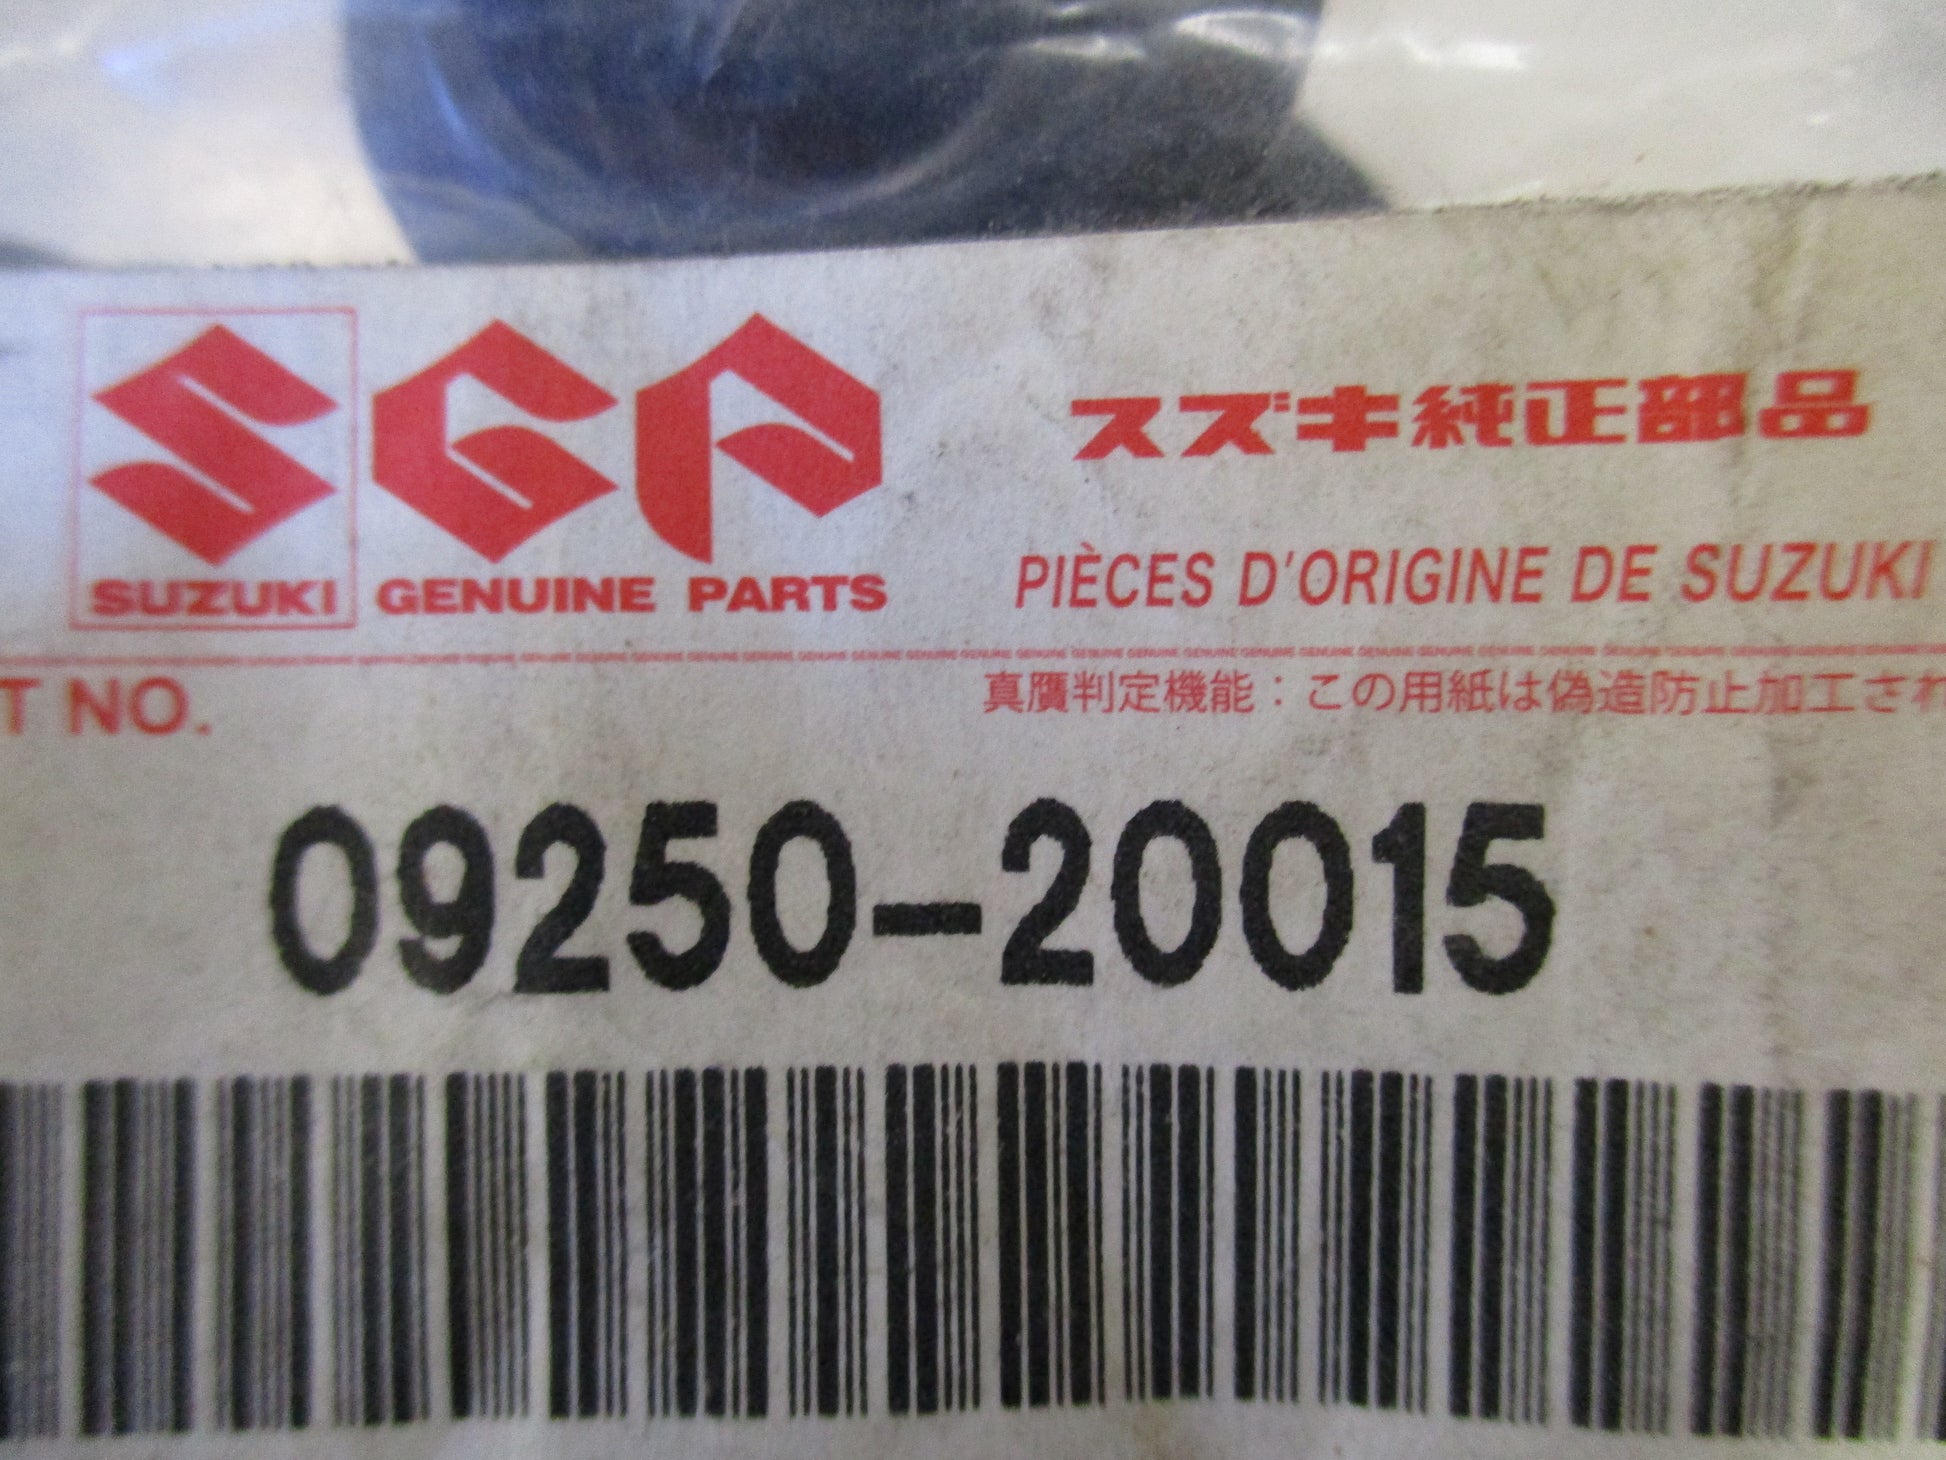 SUZUKI
SGP
GENUINE PARTS
スズキ純正部品
PIÈCES D'ORIGINE DE SUZUKI
T NO.
真贋判定機能：この用紙は偽造防止加工され
09250-20015